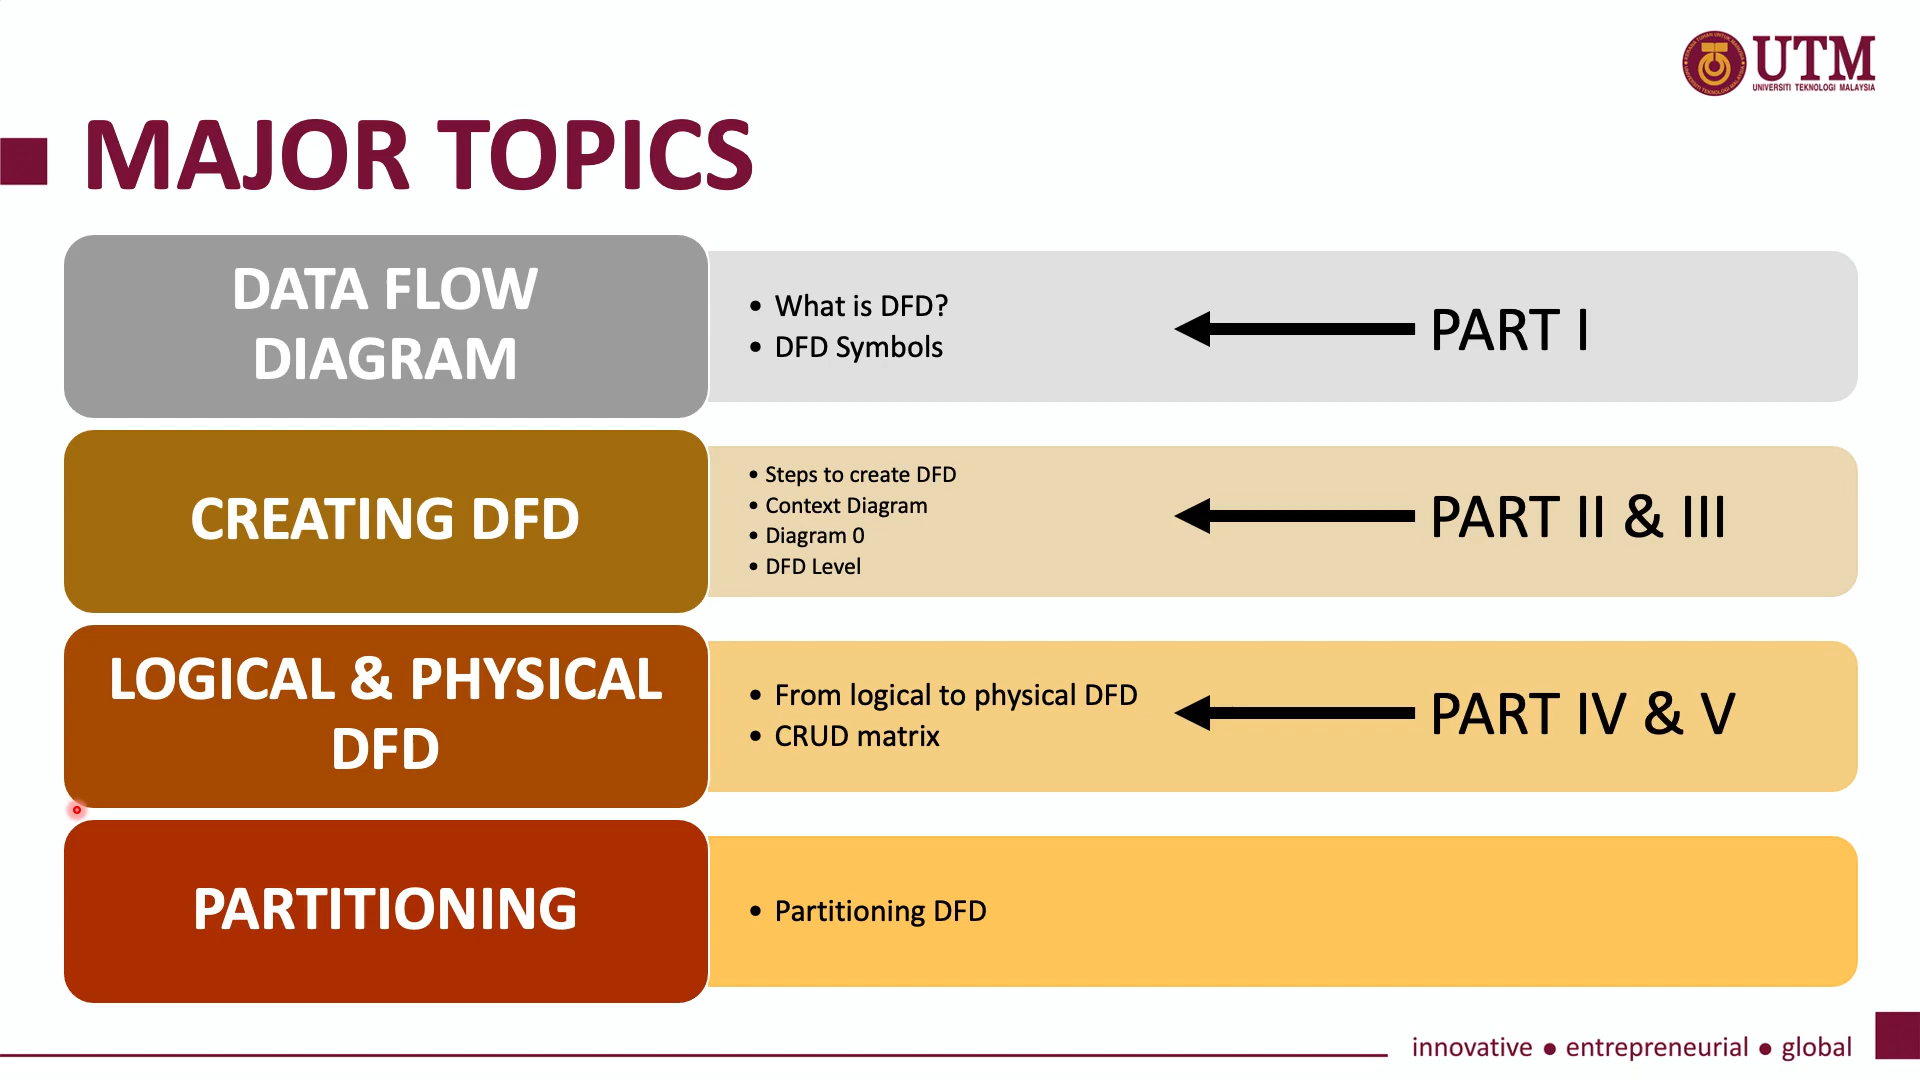 UTM
UNIVERSITI TEKNOLOGI MALAYSIA
MAJOR TOPICS
DATA FLOW
DIAGRAM
• What is DFD?
• DFD Symbols
PART I
CREATING DFD
• Steps to create DFD
• Context Diagram
• Diagram 0
• DFD Level
PART II & III
LOGICAL & PHYSICAL
DFD
• From logical to physical DFD
• CRUD matrix
PART IV & V
PARTITIONING
• Partitioning DFD
innovative ● entrepreneurial ● global